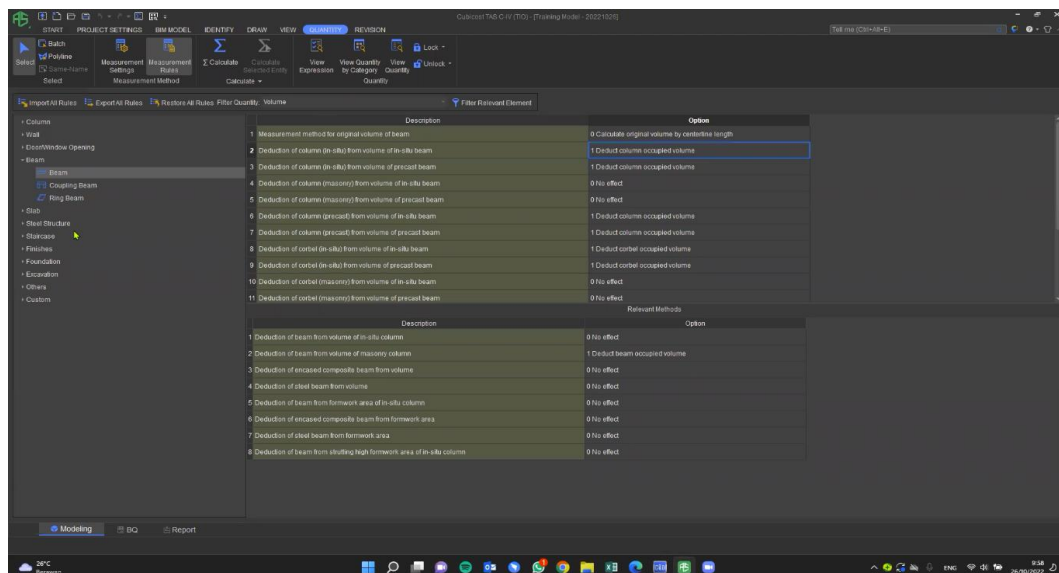 Cubicost TAS C-IV (TIO) - [Training Model - 20221026]
START PROJECT SETTINGS BIM MODEL IDENTIFY DRAW VIEW QUANTITY REVISION
Tell me (Ctrl+Alt+E)
Select
Batch
Polyline
Same-Name
Select
Measurement Settings
Measurement Rules
Measurement Method
Calculate
Calculate Selected Entity
Calculate
View Expression
View Quantity by Category
View Quantity
Lock
Unlock
Quantity
Import All Rules Export All Rules Restore All Rules Filter Quantity: Volume Filter Relevant Element
Column
Wall
Door/Window Opening
Beam
Beam
Coupling Beam
Ring Beam
Slab
Steel Structure
Staircase
Finishes
Foundation
Excavation
Others
Custom
Description Option
1 Measurement method for original volume of beam 0 Calculate original volume by centerline length
2 Deduction of column (in-situ) from volume of in-situ beam 1 Deduct column occupied volume
3 Deduction of column (in-situ) from volume of precast beam 1 Deduct column occupied volume
4 Deduction of column (masonry) from volume of in-situ beam 0 No effect
5 Deduction of column (masonry) from volume of precast beam 0 No effect
6 Deduction of column (precast) from volume of in-situ beam 1 Deduct column occupied volume
7 Deduction of column (precast) from volume of precast beam 1 Deduct column occupied volume
8 Deduction of corbel (in-situ) from volume of in-situ beam 1 Deduct corbel occupied volume
9 Deduction of corbel (in-situ) from volume of precast beam 1 Deduct corbel occupied volume
10 Deduction of corbel (masonry) from volume of in-situ beam 0 No effect
11 Deduction of corbel (masonry) from volume of precast beam 0 No effect
Relevant Methods
Description Option
1 Deduction of beam from volume of in-situ column 0 No effect
2 Deduction of beam from volume of masonry column 1 Deduct beam occupied volume
3 Deduction of encased composite beam from volume 0 No effect
4 Deduction of steel beam from volume 0 No effect
5 Deduction of beam from formwork area of in-situ column 0 No effect
6 Deduction of encased composite beam from formwork area 0 No effect
7 Deduction of steel beam from formwork area 0 No effect
8 Deduction of beam from strutting high formwork area of in-situ column 0 No effect
Modeling BQ Report
26°C
ENG
9:58
26/10/2022